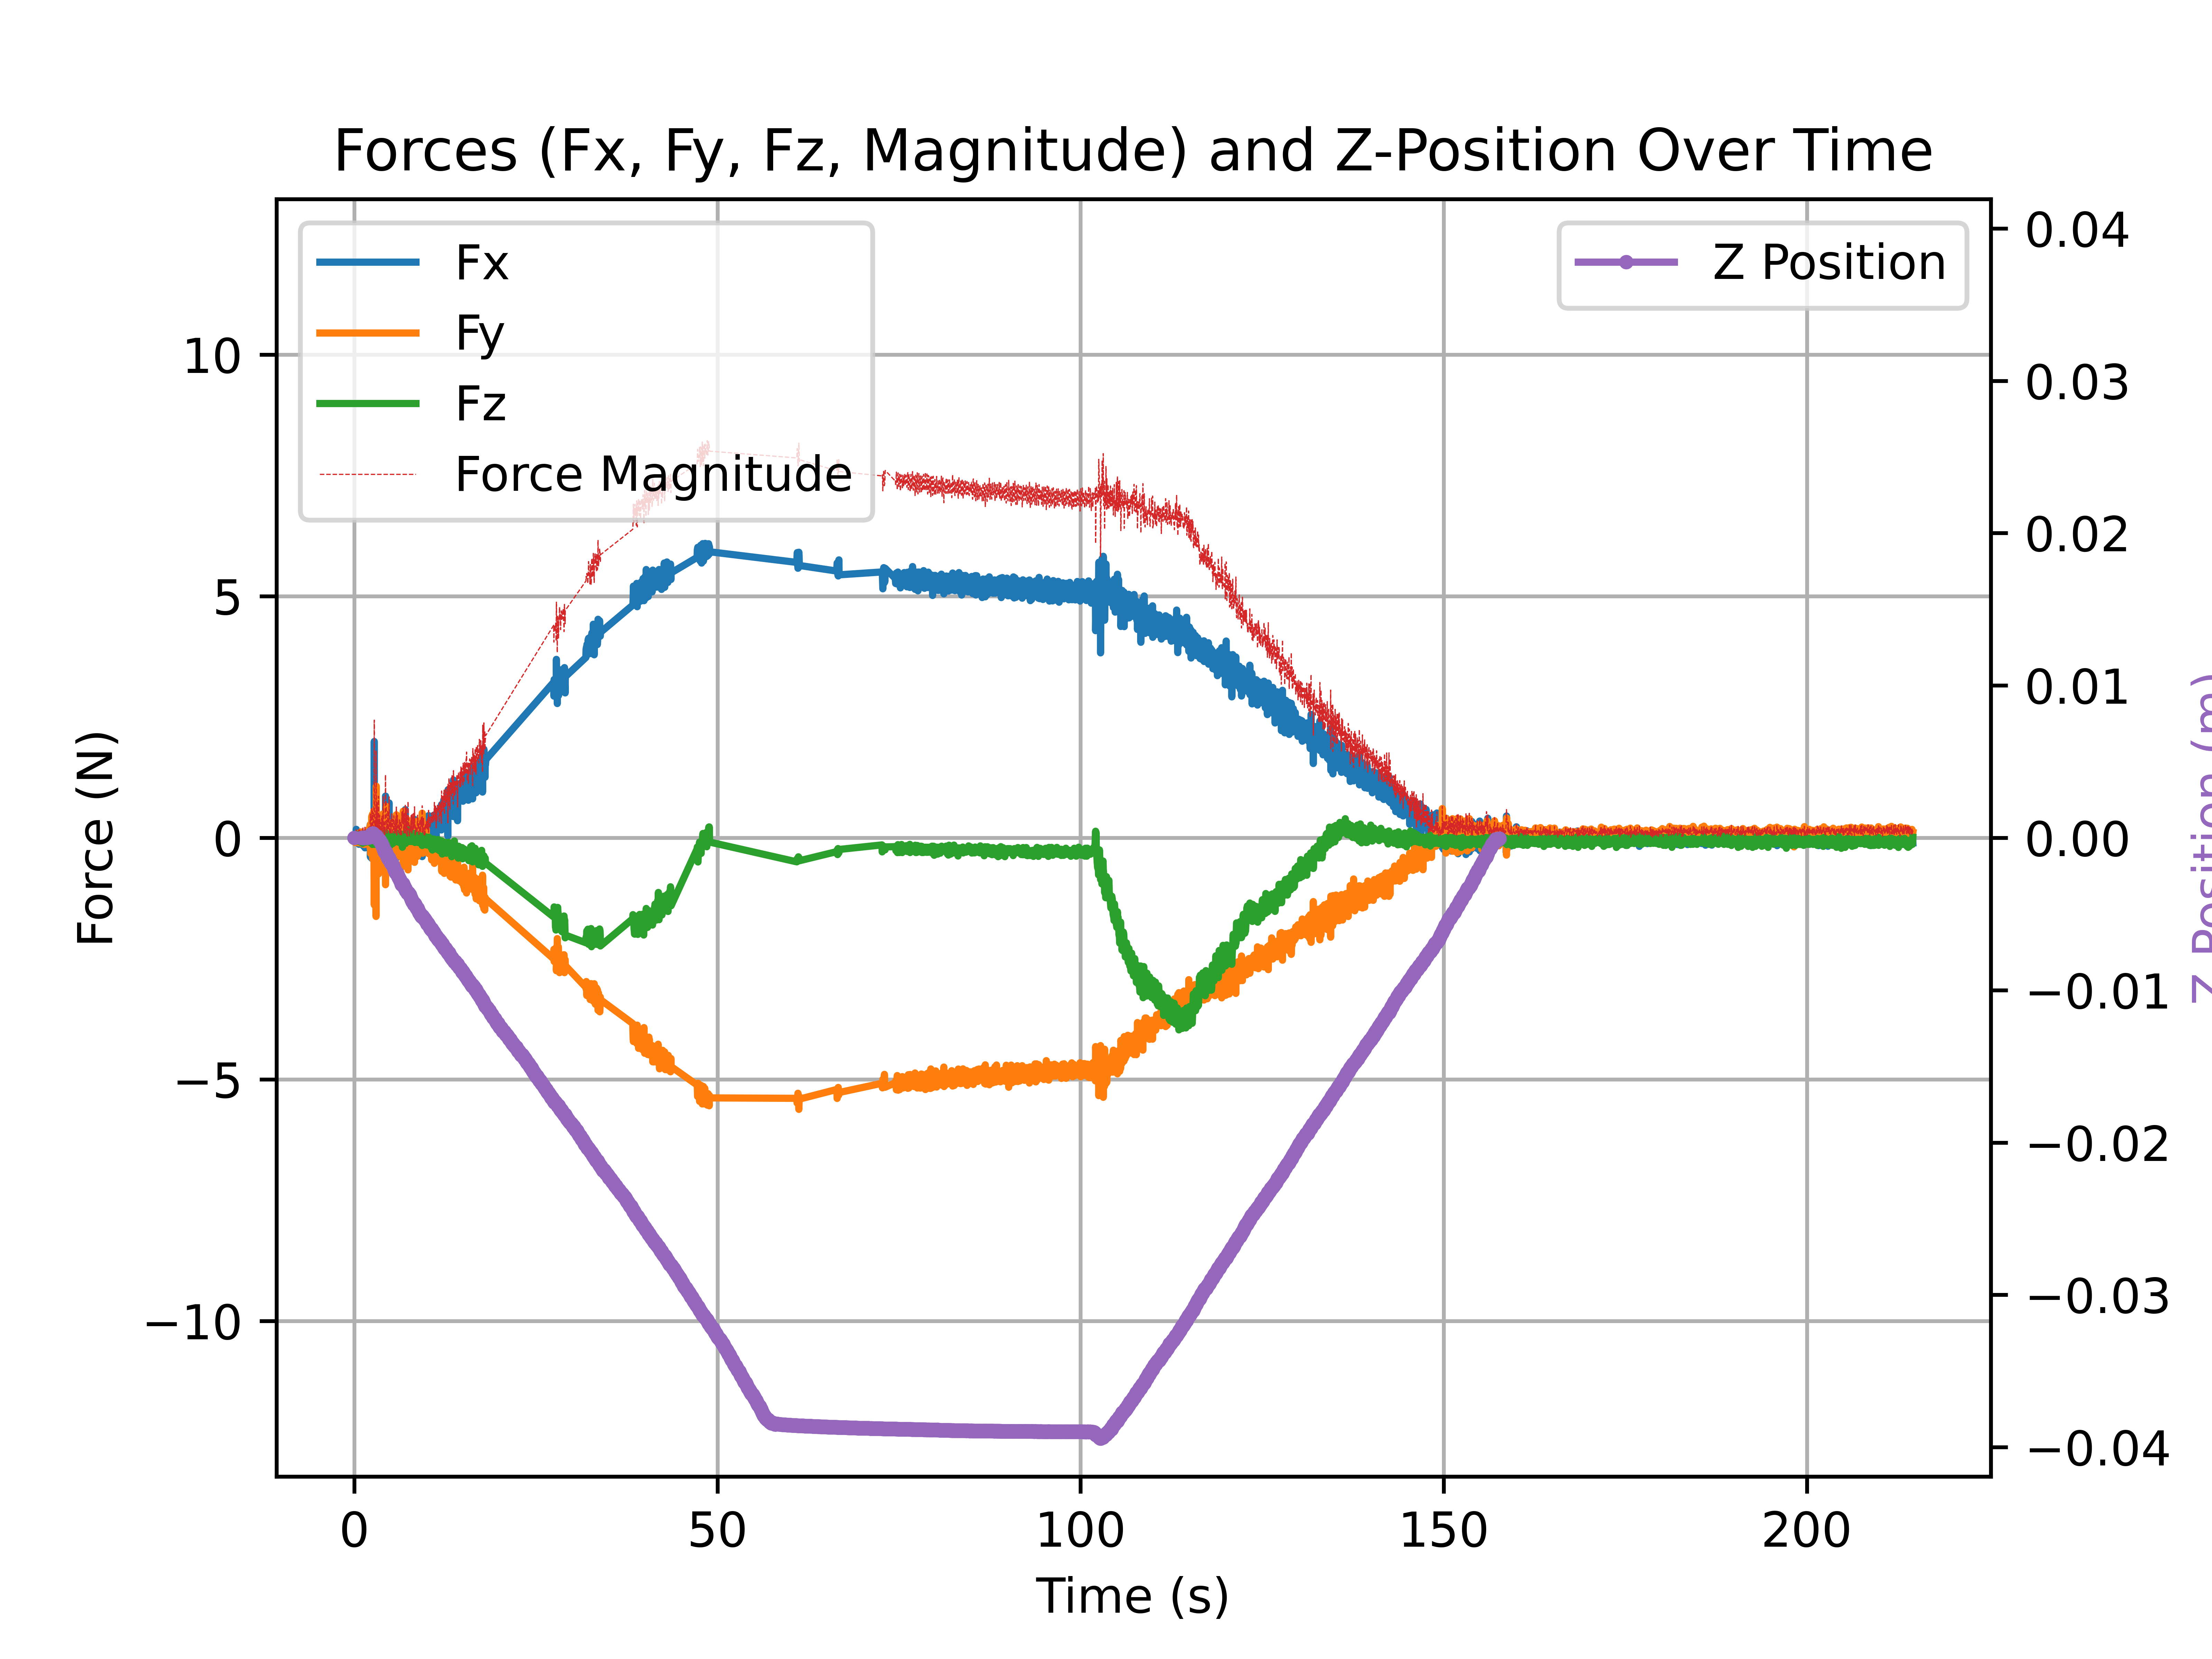 Forces (Fx, Fy, Fz, Magnitude) and Z-Position Over Time
Fx
Fy
Fz
Force Magnitude
Z Position
10
5
0
−5
−10
Force (N)
0.04
0.03
0.02
0.01
0.00
−0.01
−0.02
−0.03
−0.04
Z Position (m)
0
50
100
150
200
Time (s)